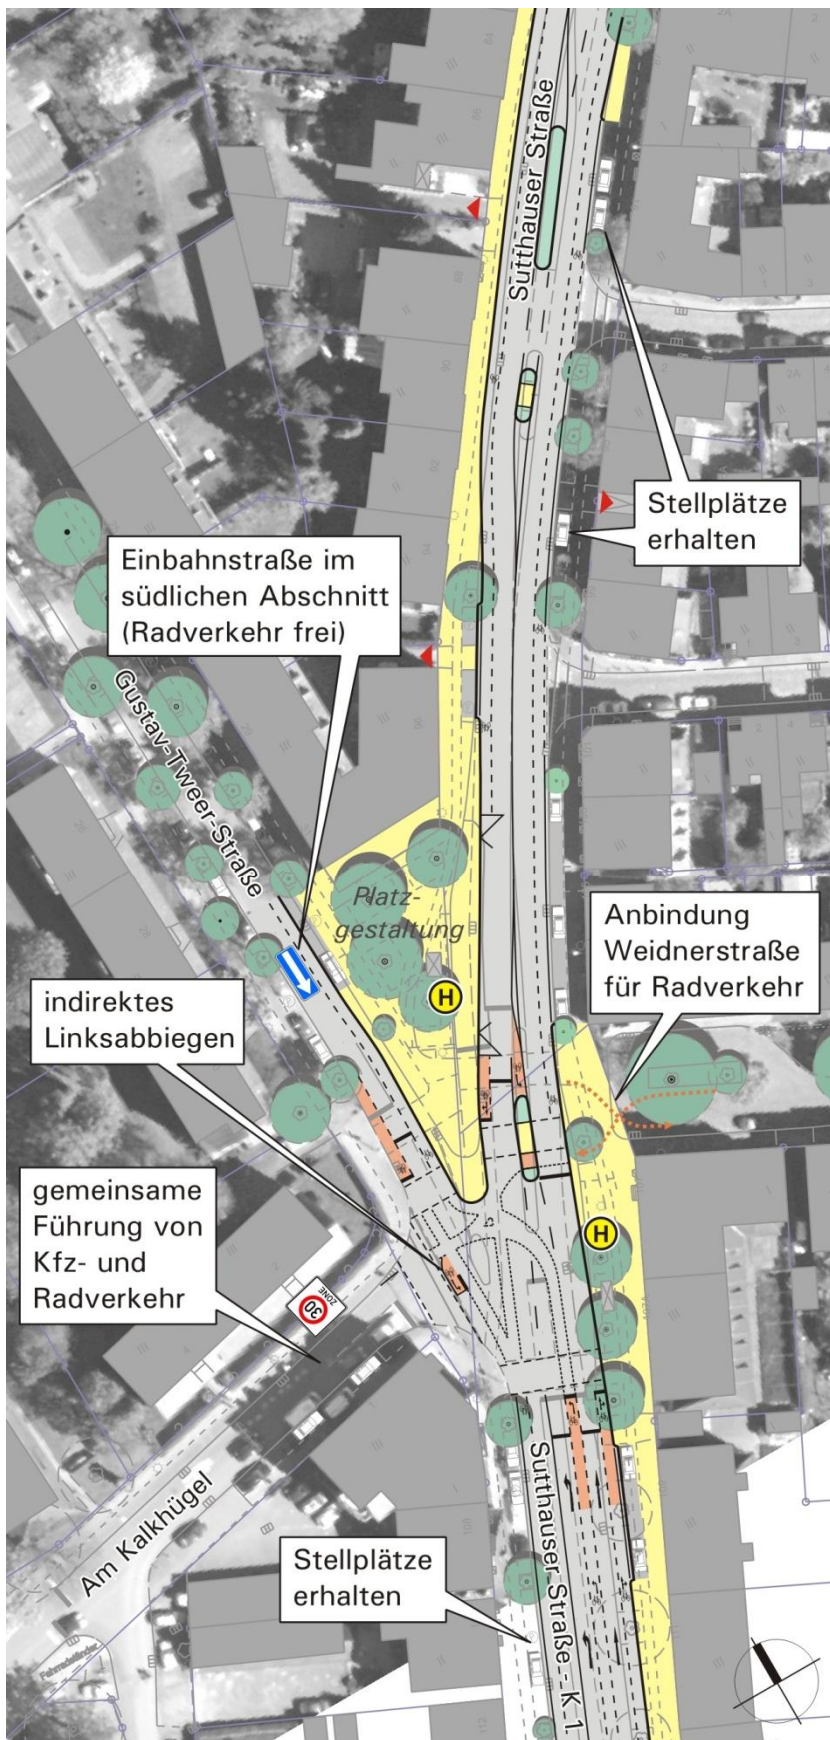 Sutthauser Straße
Stellplätze
erhalten
Einbahnstraße im
südlichen Abschnitt
(Radverkehr frei)
Gustav-Tweer-Straße
Platz-
gestaltung
H
Anbindung
Weidnerstraße
für Radverkehr
indirektes
Linksabbiegen
gemeinsame
Führung von
Kfz- und
Radverkehr
H
30
ZONE
Am Kalkhügel
Stellplätze
erhalten
Sutthauser Straße - K 1
Fahrradständer